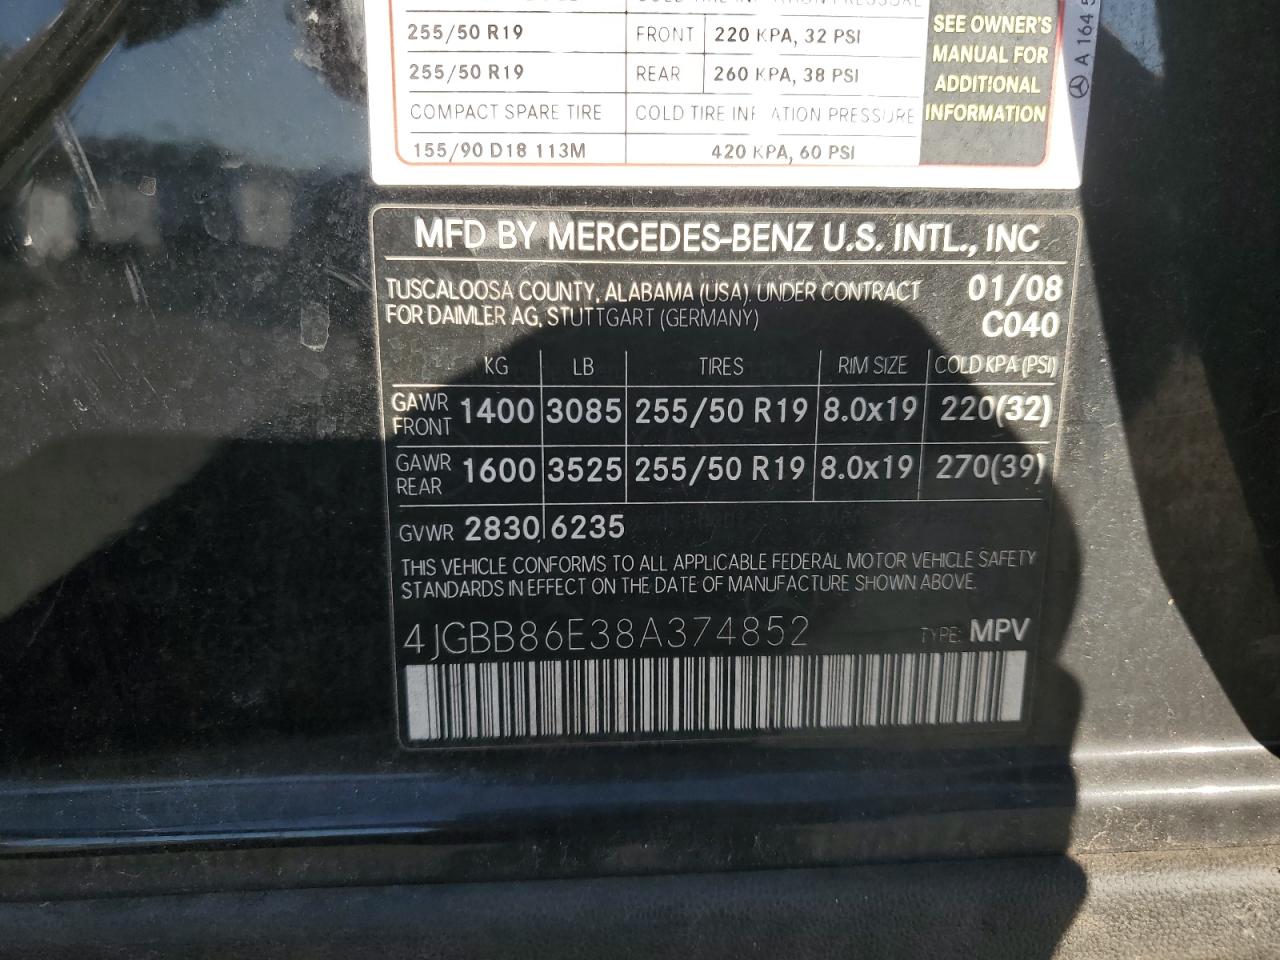 255/50 R19 FRONT 220 KPA, 32 PSI
255/50 R19 REAR 260 KPA, 38 PSI
COMPACT SPARE TIRE COLD TIRE INF ATION PRESSURE
155/90 D18 113M 420 KPA, 60 PSI
SEE OWNER'S
MANUAL FOR
ADDITIONAL
INFORMATION
A 164 5
MFD BY MERCEDES-BENZ U.S. INTL., INC
TUSCALOOSA COUNTY, ALABAMA (USA). UNDER CONTRACT 01/08
FOR DAIMLER AG, STUTTGART (GERMANY) C040
KG LB TIRES RIM SIZE COLD KPA (PSI)
GAWR FRONT 1400 3085 255/50 R19 8.0x19 220(32)
GAWR REAR 1600 3525 255/50 R19 8.0x19 270(39)
GVWR 2830 6235
THIS VEHICLE CONFORMS TO ALL APPLICABLE FEDERAL MOTOR VEHICLE SAFETY
STANDARDS IN EFFECT ON THE DATE OF MANUFACTURE SHOWN ABOVE.
4JGBB86E38A374852 TYPE: MPV